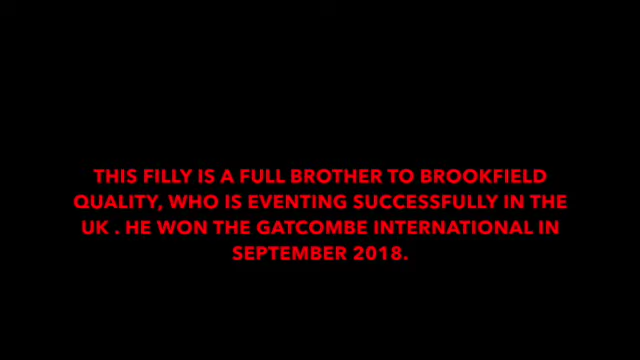 THIS FILLY IS A FULL BROTHER TO BROOKFIELD
QUALITY, WHO IS EVENTING SUCCESSFULLY IN THE
UK . HE WON THE GATCOMBE INTERNATIONAL IN
SEPTEMBER 2018.